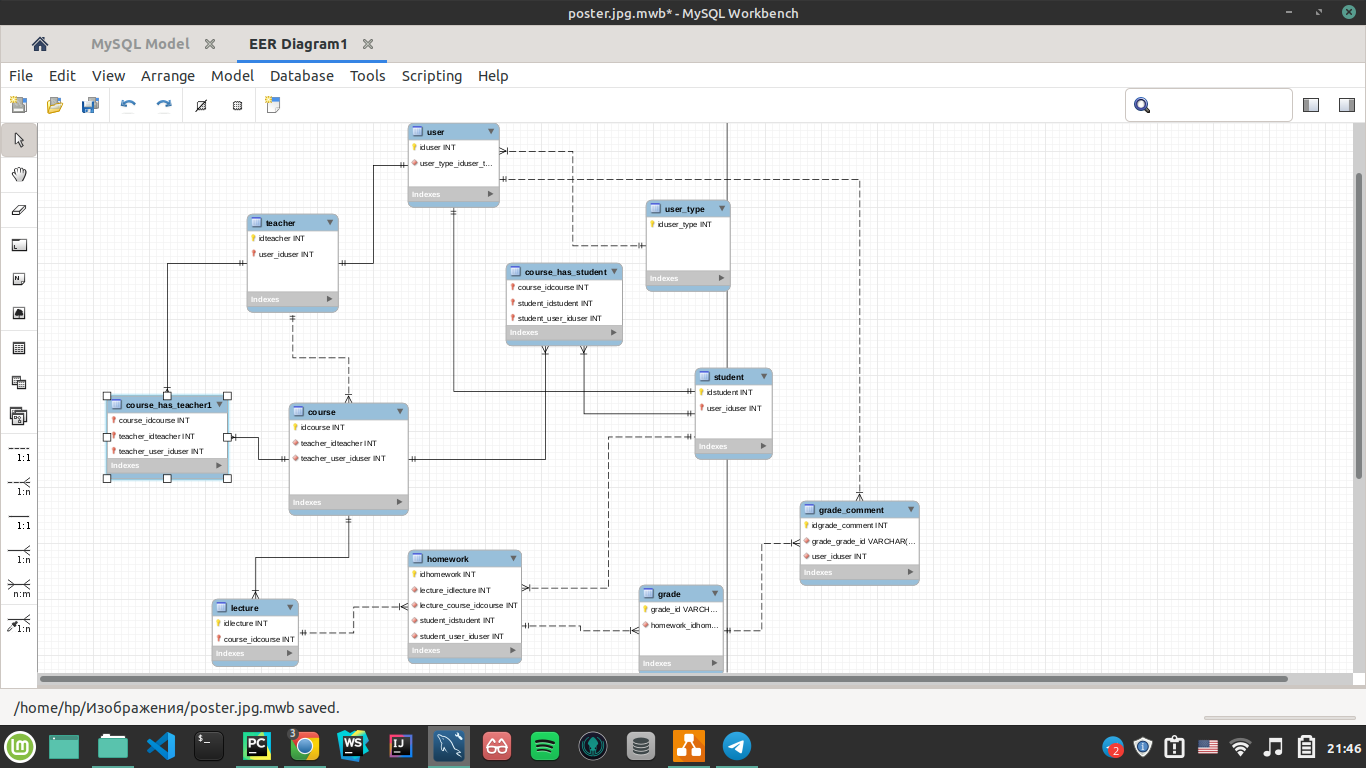 poster.jpg.mwb* - MySQL Workbench
MySQL Model
EER Diagram1
File Edit View Arrange Model Database Tools Scripting Help
user
iduser INT
user_type_iduser_t...
Indexes
user_type
iduser_type INT
Indexes
teacher
idteacher INT
user_iduser INT
Indexes
course_has_student
course_idcourse INT
student_idstudent INT
student_user_iduser INT
Indexes
student
idstudent INT
user_iduser INT
Indexes
course_has_teacher1
course_idcourse INT
teacher_idteacher INT
teacher_user_iduser INT
Indexes
course
idcourse INT
teacher_idteacher INT
teacher_user_iduser INT
Indexes
1:1
1:n
1:1
1:n
n:m
1:n
grade_comment
idgrade_comment INT
grade_grade_id VARCHAR(...
user_iduser INT
Indexes
homework
idhomework INT
lecture_idlecture INT
lecture_course_idcourse INT
student_idstudent INT
student_user_iduser INT
Indexes
grade
grade_id VARCH...
homework_idhom...
Indexes
lecture
idlecture INT
course_idcourse INT
Indexes
/home/hp/Изображения/poster.jpg.mwb saved.
$_
PC
3
WS
IJ
2
21:46